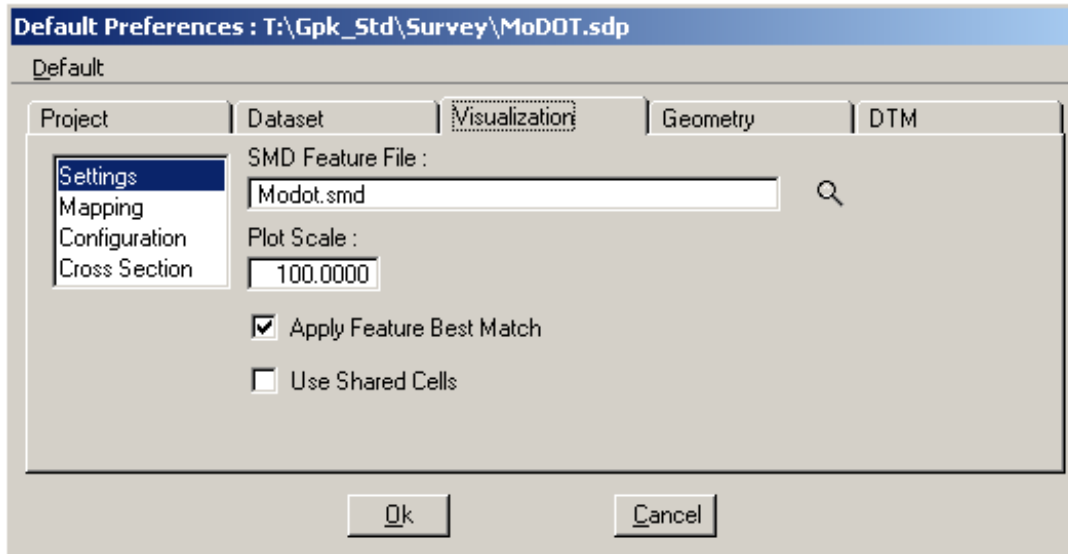 Default Preferences : T:\Gpk_Std\Survey\MoDOT.sdp
Default
Project
Dataset
Visualization
Geometry
DTM
Settings
Mapping
Configuration
Cross Section
SMD Feature File :
Modot.smd
Plot Scale :
100.0000
Apply Feature Best Match
Use Shared Cells
Ok
Cancel